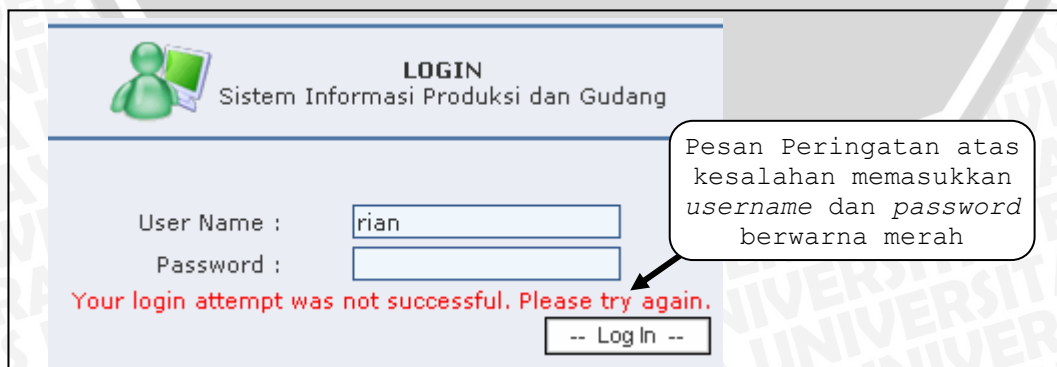 LOGIN
Sistem Informasi Produksi dan Gudang
Pesan Peringatan atas
kesalahan memasukkan
username dan password
berwarna merah
User Name :
rian
Password :
Your login attempt was not successful. Please try again.
-- Log In --